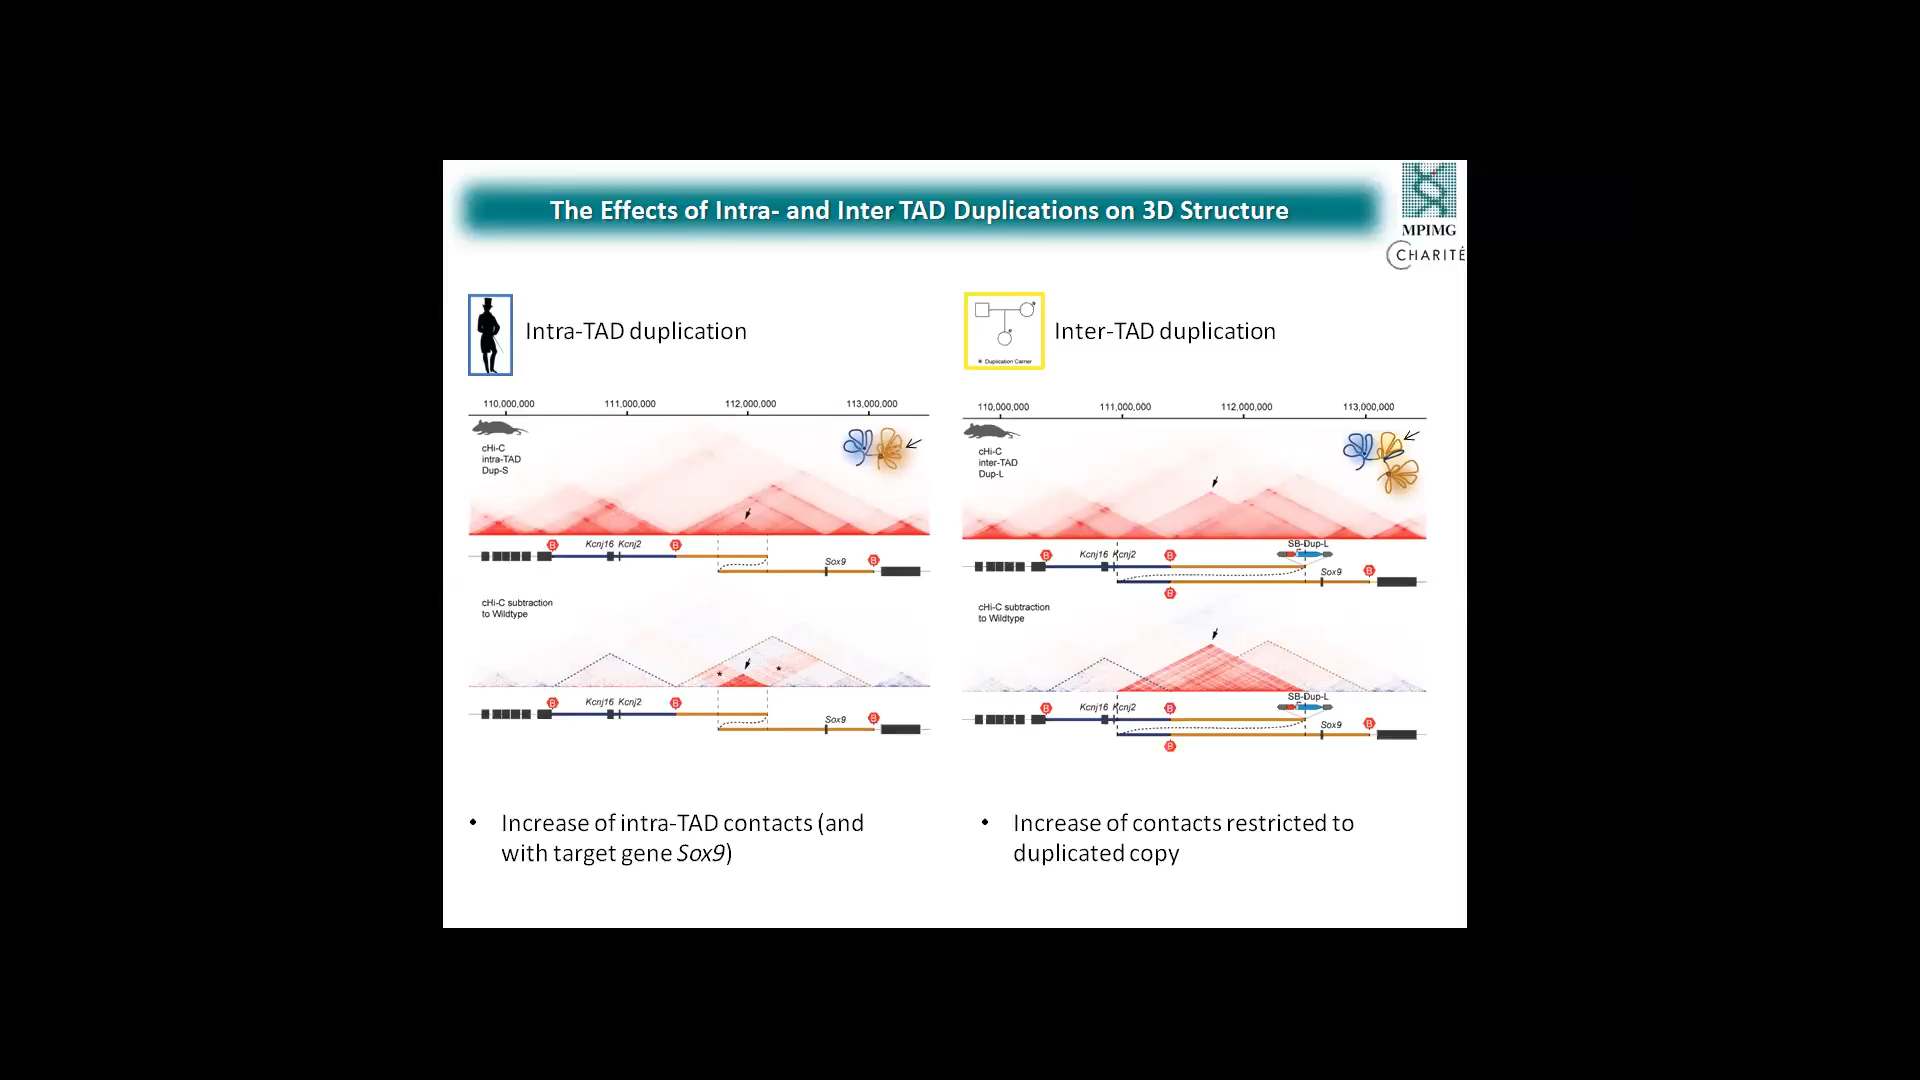 The Effects of Intra- and Inter TAD Duplications on 3D Structure
MPIMG
CHARITÉ
Intra-TAD duplication
110,000,000 111,000,000 112,000,000 113,000,000
cHi-C
intra-TAD
Dup-S
B Kcnj16 Kcnj2 B Sox9 B
cHi-C subtraction
to Wildtype
* *
B Kcnj16 Kcnj2 B Sox9 B
• Increase of intra-TAD contacts (and
with target gene Sox9)
* Duplication Carrier
Inter-TAD duplication
110,000,000 111,000,000 112,000,000 113,000,000
cHi-C
inter-TAD
Dup-L
SB-Dup-L
B Kcnj16 Kcnj2 B Sox9 B
B
cHi-C subtraction
to Wildtype
SB-Dup-L
B Kcnj16 Kcnj2 B Sox9 B
B
• Increase of contacts restricted to
duplicated copy